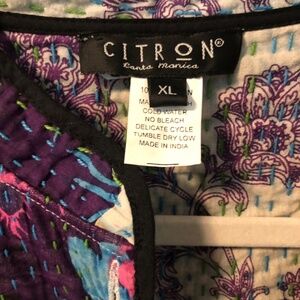 CITRON®
Santa Monica
XL
COLD WATER
NO BLEACH
DELICATE CYCLE
TUMBLE DRY LOW
MADE IN INDIA